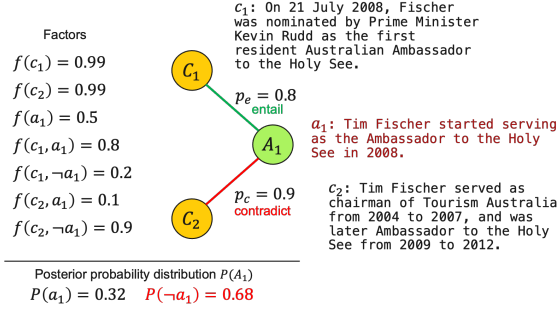 Factors
f(c₁) = 0.99
f(c₂) = 0.99
f(a₁) = 0.5
f(c₁, a₁) = 0.8
f(c₁, ¬a₁) = 0.2
f(c₂, a₁) = 0.1
f(c₂, ¬a₁) = 0.9
C₁
pₑ = 0.8
entail
A₁
p_c = 0.9
contradict
C₂
c₁: On 21 July 2008, Fischer
was nominated by Prime Minister
Kevin Rudd as the first
resident Australian Ambassador
to the Holy See.
a₁: Tim Fischer started serving
as the Ambassador to the Holy
See in 2008.
c₂: Tim Fischer served as
chairman of Tourism Australia
from 2004 to 2007, and was
later Ambassador to the Holy
See from 2009 to 2012.
Posterior probability distribution P(A₁)
P(a₁) = 0.32 P(¬a₁) = 0.68